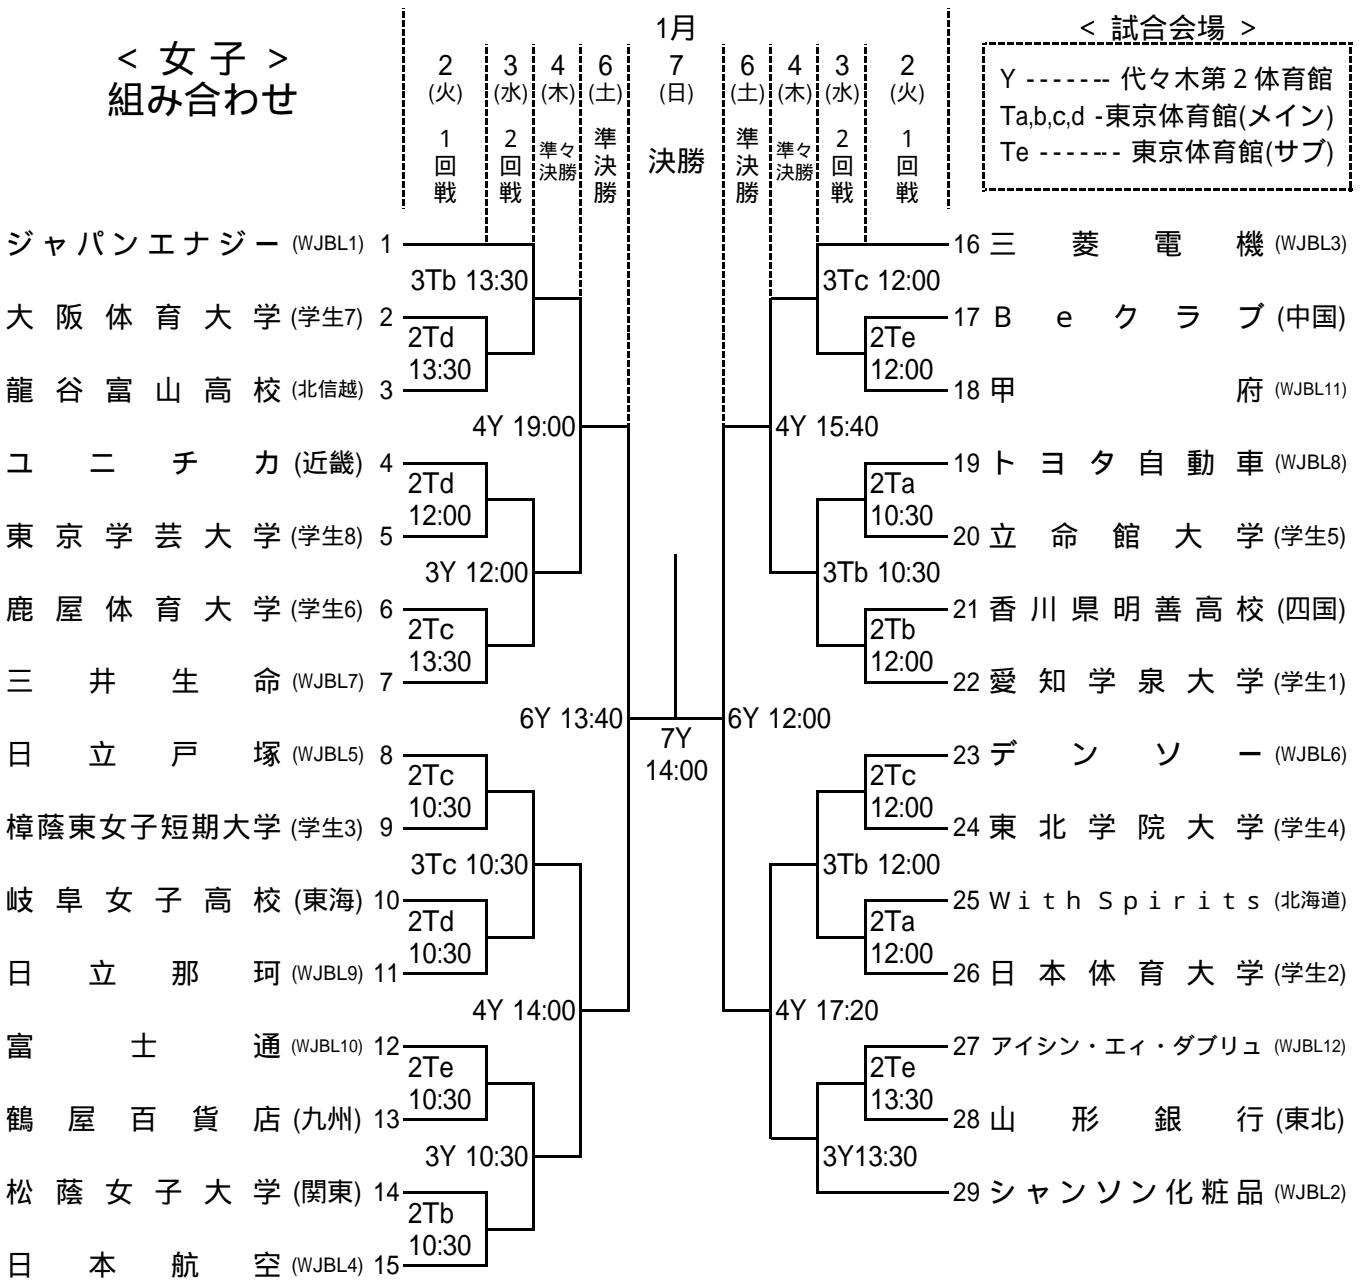 < 女 子 >
組み合わせ
1月
2 3 4 6 7 6 4 3 2
(火) (水) (木) (土) (日) (土) (木) (水) (火)
1回戦 2回戦 準々決勝 準決勝 決勝 準決勝 準々決勝 2回戦 1回戦
< 試合会場 >
Y ------- 代々木第2体育館
Ta,b,c,d -東京体育館(メイン)
Te ------- 東京体育館(サブ)
ジャパンエナジー (WJBL1) 1
3Tb 13:30
大阪体育大学 (学生7) 2
2Td
13:30
龍谷富山高校 (北信越) 3
4Y 19:00
ユニチカ (近畿) 4
2Td
12:00
東京学芸大学 (学生8) 5
3Y 12:00
鹿屋体育大学 (学生6) 6
2Tc
13:30
三井生命 (WJBL7) 7
6Y 13:40
日立戸塚 (WJBL5) 8
2Tc
10:30
樟蔭東女子短期大学 (学生3) 9
3Tc 10:30
岐阜女子高校 (東海) 10
2Td
10:30
日立那珂 (WJBL9) 11
4Y 14:00
富士通 (WJBL10) 12
2Te
10:30
鶴屋百貨店 (九州) 13
3Y 10:30
松蔭女子大学 (関東) 14
2Tb
10:30
日本航空 (WJBL4) 15
7Y
14:00
16 三菱電機 (WJBL3)
3Tc 12:00
17 Beクラブ (中国)
2Te
12:00
18 甲府 (WJBL11)
4Y 15:40
19 トヨタ自動車 (WJBL8)
2Ta
10:30
20 立命館大学 (学生5)
3Tb 10:30
21 香川県明善高校 (四国)
2Tb
12:00
22 愛知学泉大学 (学生1)
6Y 12:00
23 デンソー (WJBL6)
2Tc
12:00
24 東北学院大学 (学生4)
3Tb 12:00
25 With Spirits (北海道)
2Ta
12:00
26 日本体育大学 (学生2)
4Y 17:20
27 アイシン・エィ・ダブリュ (WJBL12)
2Te
13:30
28 山形銀行 (東北)
3Y13:30
29 シャンソン化粧品 (WJBL2)